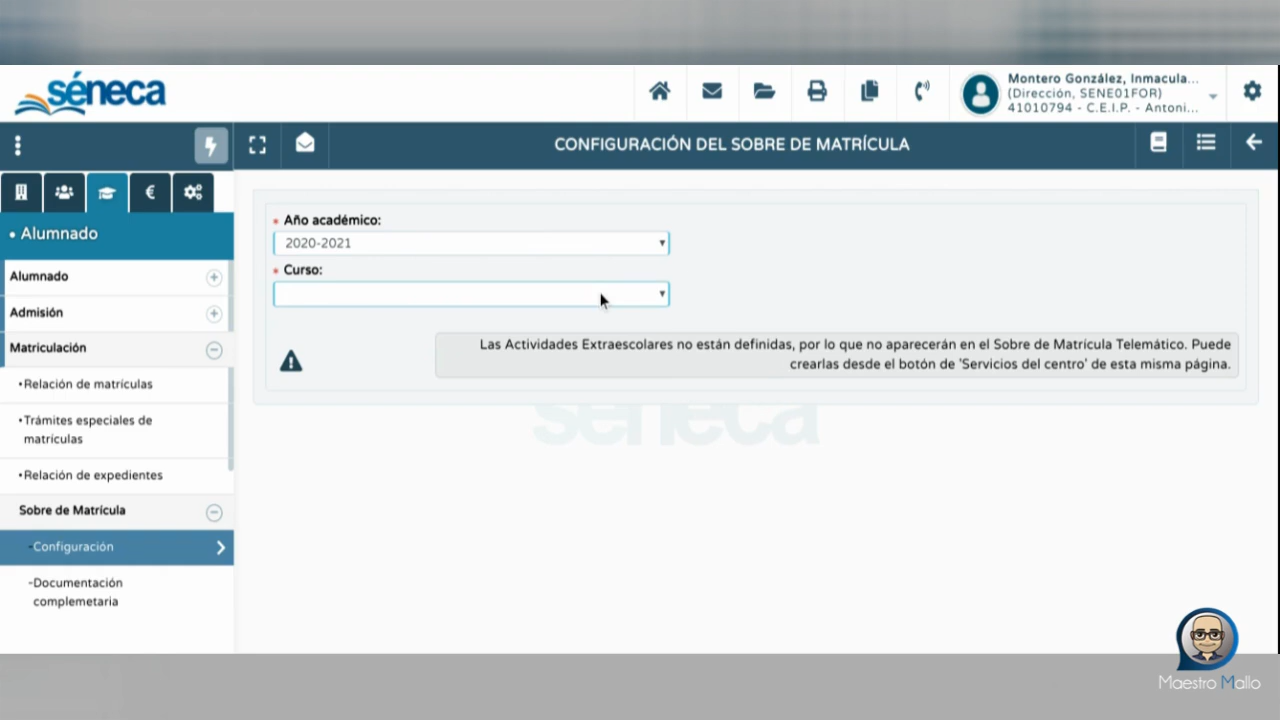 séneca
Montero González, Inmacula...
(Dirección, SENE01FOR)
41010794 - C.E.I.P. - Antoni...
CONFIGURACIÓN DEL SOBRE DE MATRÍCULA
€
• Alumnado
Alumnado
Admisión
Matriculación
•Relación de matrículas
•Trámites especiales de
matrículas
•Relación de expedientes
Sobre de Matrícula
-Configuración
-Documentación
complemetaria
* Año académico:
2020-2021
* Curso:
Las Actividades Extraescolares no están definidas, por lo que no aparecerán en el Sobre de Matrícula Telemático. Puede
crearlas desde el botón de 'Servicios del centro' de esta misma página.
séneca
Maestro Mallo